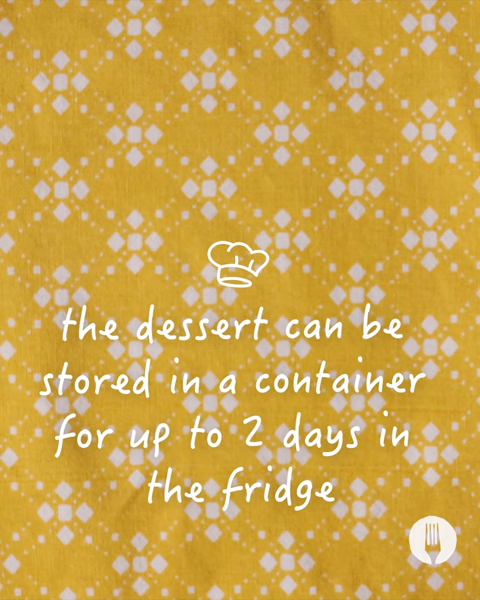 the dessert can be
stored in a container
for up to 2 days in
the fridge